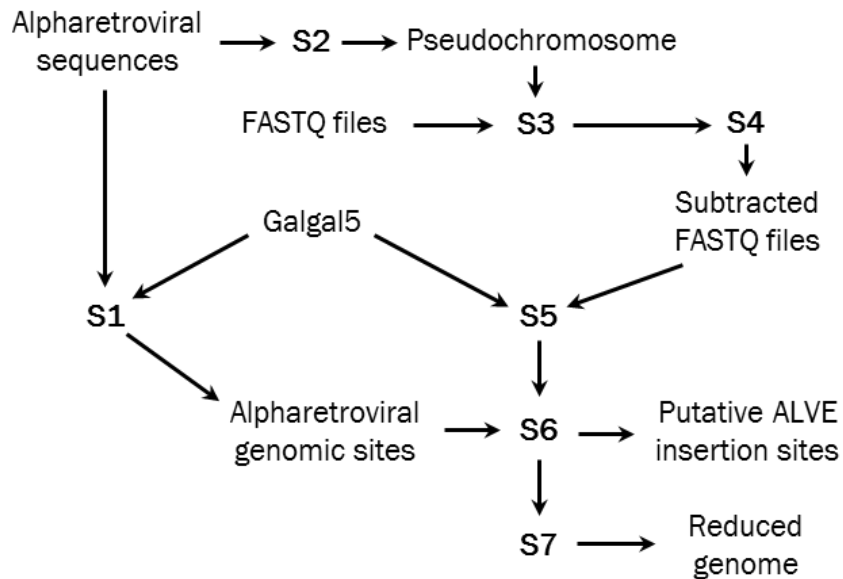 Alpharetroviral
sequences
S2
Pseudochromosome
FASTQ files
S3
S4
Subtracted
FASTQ files
Galgal5
S1
S5
Alpharetroviral
genomic sites
S6
Putative ALVE
insertion sites
S7
Reduced
genome